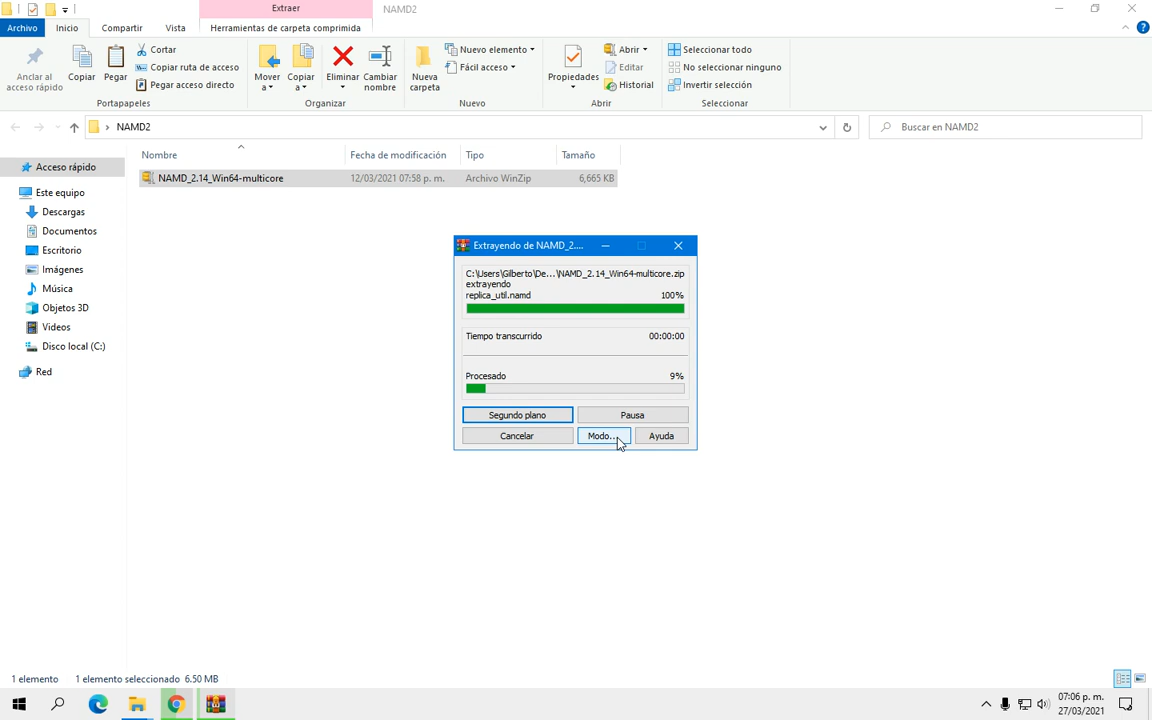 Extraer NAMD2
Archivo Inicio Compartir Vista Herramientas de carpeta comprimida
Anclar al acceso rápido
Copiar
Pegar
Cortar
Copiar ruta de acceso
Pegar acceso directo
Portapapeles
Mover a
Copiar a
Eliminar
Cambiar nombre
Organizar
Nueva carpeta
Nuevo elemento
Fácil acceso
Nuevo
Propiedades
Abrir
Editar
Historial
Abrir
Seleccionar todo
No seleccionar ninguno
Invertir selección
Seleccionar
NAMD2
Buscar en NAMD2
Nombre Fecha de modificación Tipo Tamaño
NAMD_2.14_Win64-multicore 12/03/2021 07:58 p. m. Archivo WinZip 6,665 KB
Acceso rápido
Este equipo
Descargas
Documentos
Escritorio
Imágenes
Música
Objetos 3D
Videos
Disco local (C:)
Red
Extrayendo de NAMD_2....
C:\Users\Gilberto\De...\NAMD_2.14_Win64-multicore.zip
extrayendo
replica_util.namd 100%
Tiempo transcurrido 00:00:00
Procesado 9%
Segundo plano Pausa
Cancelar Modo... Ayuda
1 elemento 1 elemento seleccionado 6.50 MB
07:06 p. m.
27/03/2021